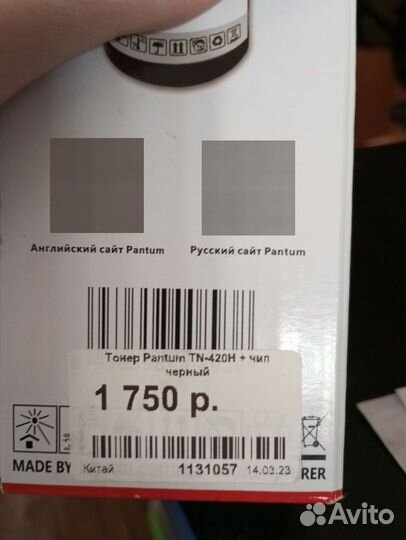 Английский сайт Pantum
Русский сайт Pantum
Тонер Pantum TN-420H + чип
черный
1 750 р.
MADE BY
RER
Китай
1131057
14.03.23
Avito